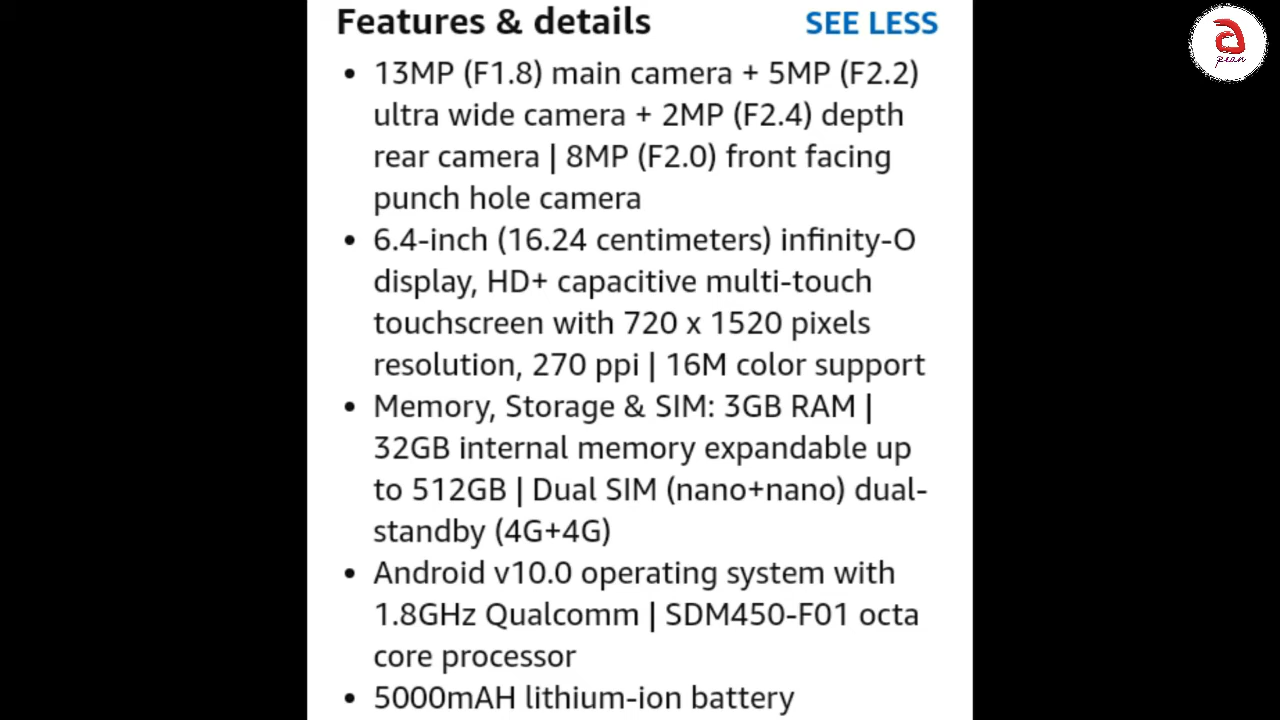 Features & details SEE LESS
• 13MP (F1.8) main camera + 5MP (F2.2)
ultra wide camera + 2MP (F2.4) depth
rear camera | 8MP (F2.0) front facing
punch hole camera
• 6.4-inch (16.24 centimeters) infinity-O
display, HD+ capacitive multi-touch
touchscreen with 720 x 1520 pixels
resolution, 270 ppi | 16M color support
• Memory, Storage & SIM: 3GB RAM |
32GB internal memory expandable up
to 512GB | Dual SIM (nano+nano) dual-
standby (4G+4G)
• Android v10.0 operating system with
1.8GHz Qualcomm | SDM450-F01 octa
core processor
• 5000mAH lithium-ion battery